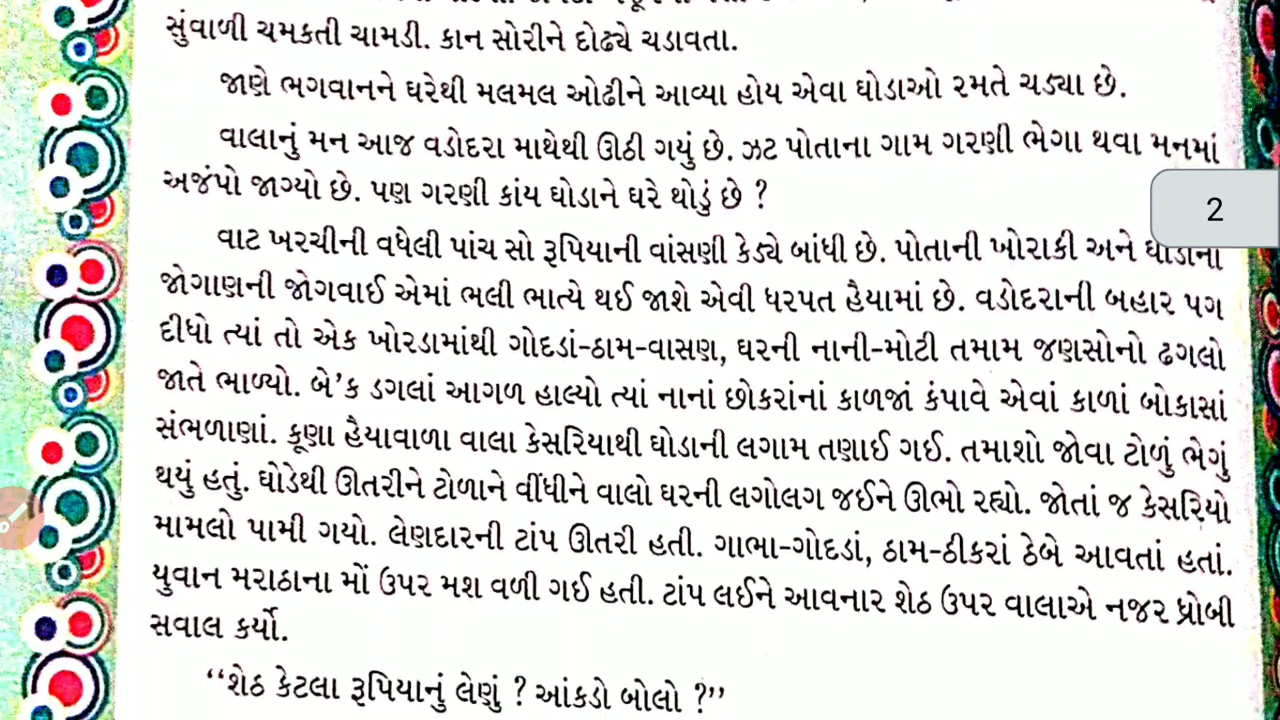 સુંવાળી ચમકતી ચામડી. કાન સોરીને દોઢ્યે ચડાવતા.
જાણે ભગવાનને ઘરેથી મલમલ ઓઢીને આવ્યા હોય એવા ઘોડાઓ રમતે ચડ્યા છે.
વાલાનું મન આજ વડોદરા માથેથી ઊઠી ગયું છે. ઝટ પોતાના ગામ ગરણી ભેગા થવા મનમાં
અજંપો જાગ્યો છે. પણ ગરણી કાંય ઘોડાને ઘરે થોડું છે ?
2
વાટ ખરચીની વધેલી પાંચ સો રૂપિયાની વાંસણી કેડ્યે બાંધી છે. પોતાની ખોરાકી અને ઘોડાના
જોગાણની જોગવાઈ એમાં ભલી ભાત્યે થઈ જાશે એવી ધરપત હૈયામાં છે. વડોદરાની બહાર પગ
દીધો ત્યાં તો એક ખોરડામાંથી ગોદડાં-ઠામ-વાસણ, ઘરની નાની-મોટી તમામ જણસોનો ઢગલો
જાતે ભાળ્યો. બે'ક ડગલાં આગળ હાલ્યો ત્યાં નાનાં છોકરાંનાં કાળજાં કંપાવે એવાં કાળાં બોકાસાં
સંભળાણાં. કૂણા હૈયાવાળા વાલા કેસરિયાથી ઘોડાની લગામ તણાઈ ગઈ. તમાશો જોવા ટોળું ભેગું
થયું હતું. ઘોડેથી ઊતરીને ટોળાને વીંધીને વાલો ઘરની લગોલગ જઈને ઊભો રહ્યો. જોતાં જ કેસરિયો
મામલો પામી ગયો. લેણદારની ટાંપ ઊતરી હતી. ગાભા-ગોદડાં, ઠામ-ઠીકરાં ઠેબે આવતાં હતાં.
યુવાન મરાઠાના મોં ઉપર મશ વળી ગઈ હતી. ટાંપ લઈને આવનાર શેઠ ઉપર વાલાએ નજર ધ્રોબી
સવાલ કર્યો.
“શેઠ કેટલા રૂપિયાનું લેણું ? આંકડો બોલો ?”